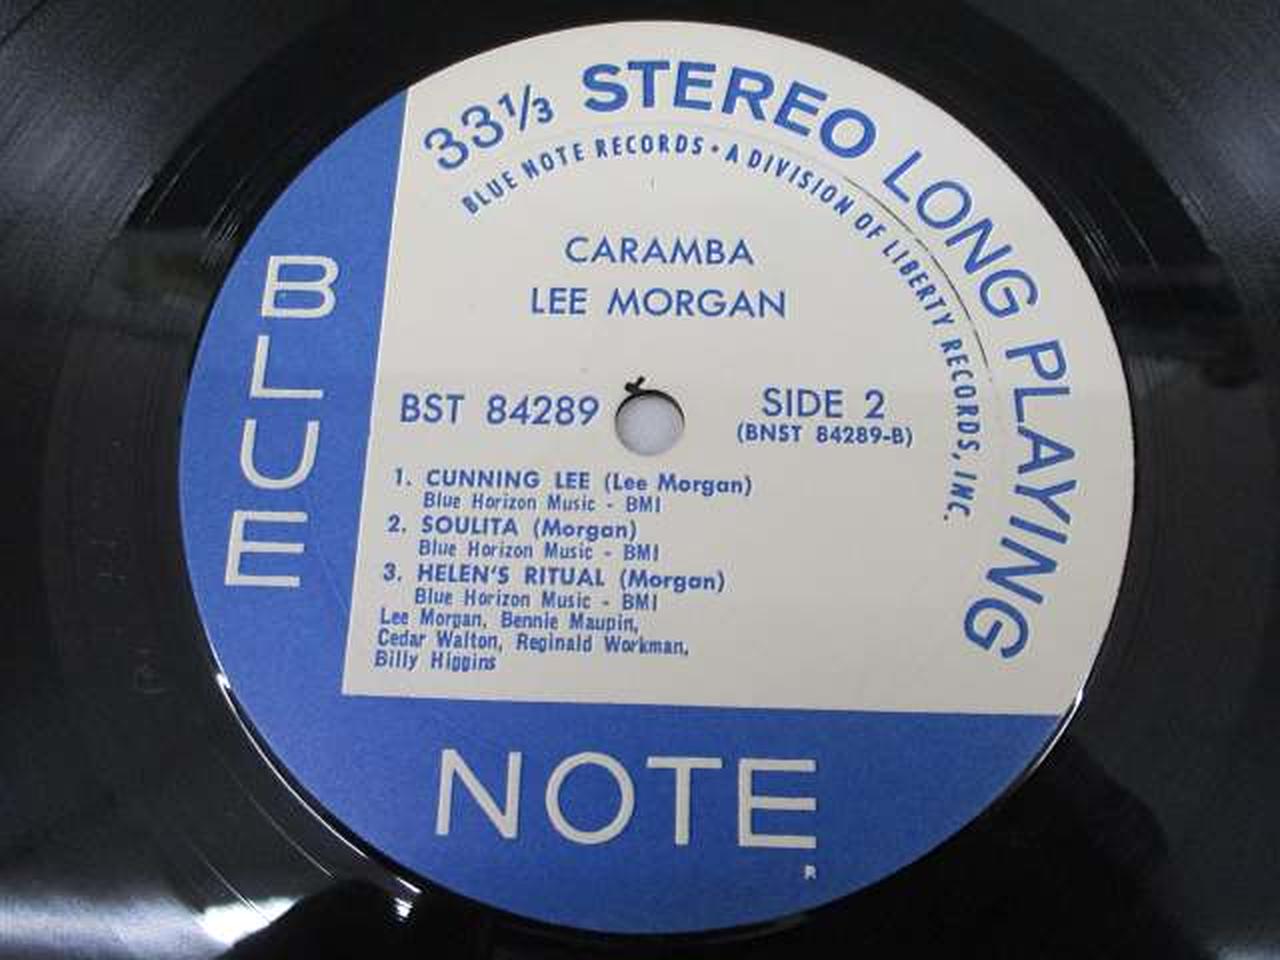 33⅓ STEREO LONG PLAYING
BLUE NOTE RECORDS • A DIVISION OF LIBERTY RECORDS, INC.
CARAMBA
LEE MORGAN
BST 84289
SIDE 2
(BNST 84289-B)
1. CUNNING LEE (Lee Morgan)
Blue Horizon Music - BMI
2. SOULITA (Morgan)
Blue Horizon Music - BMI
3. HELEN'S RITUAL (Morgan)
Blue Horizon Music - BMI
Lee Morgan, Bennie Maupin,
Cedar Walton, Reginald Workman,
Billy Higgins
BLUE
NOTE
R